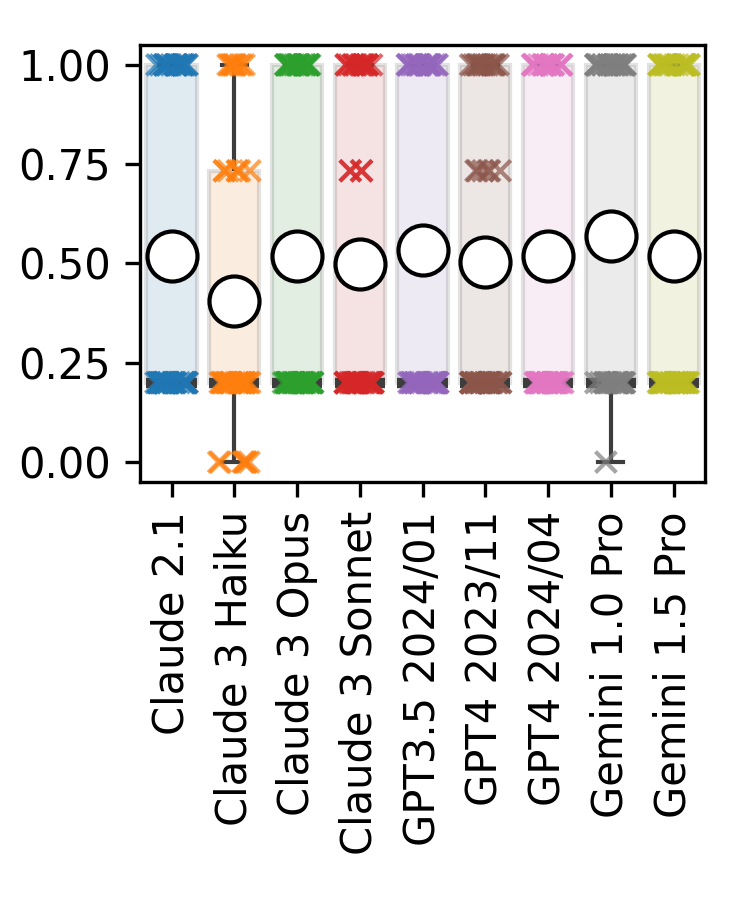 1.00
0.75
0.50
0.25
0.00
Claude 2.1
Claude 3 Haiku
Claude 3 Opus
Claude 3 Sonnet
GPT3.5 2024/01
GPT4 2023/11
GPT4 2024/04
Gemini 1.0 Pro
Gemini 1.5 Pro